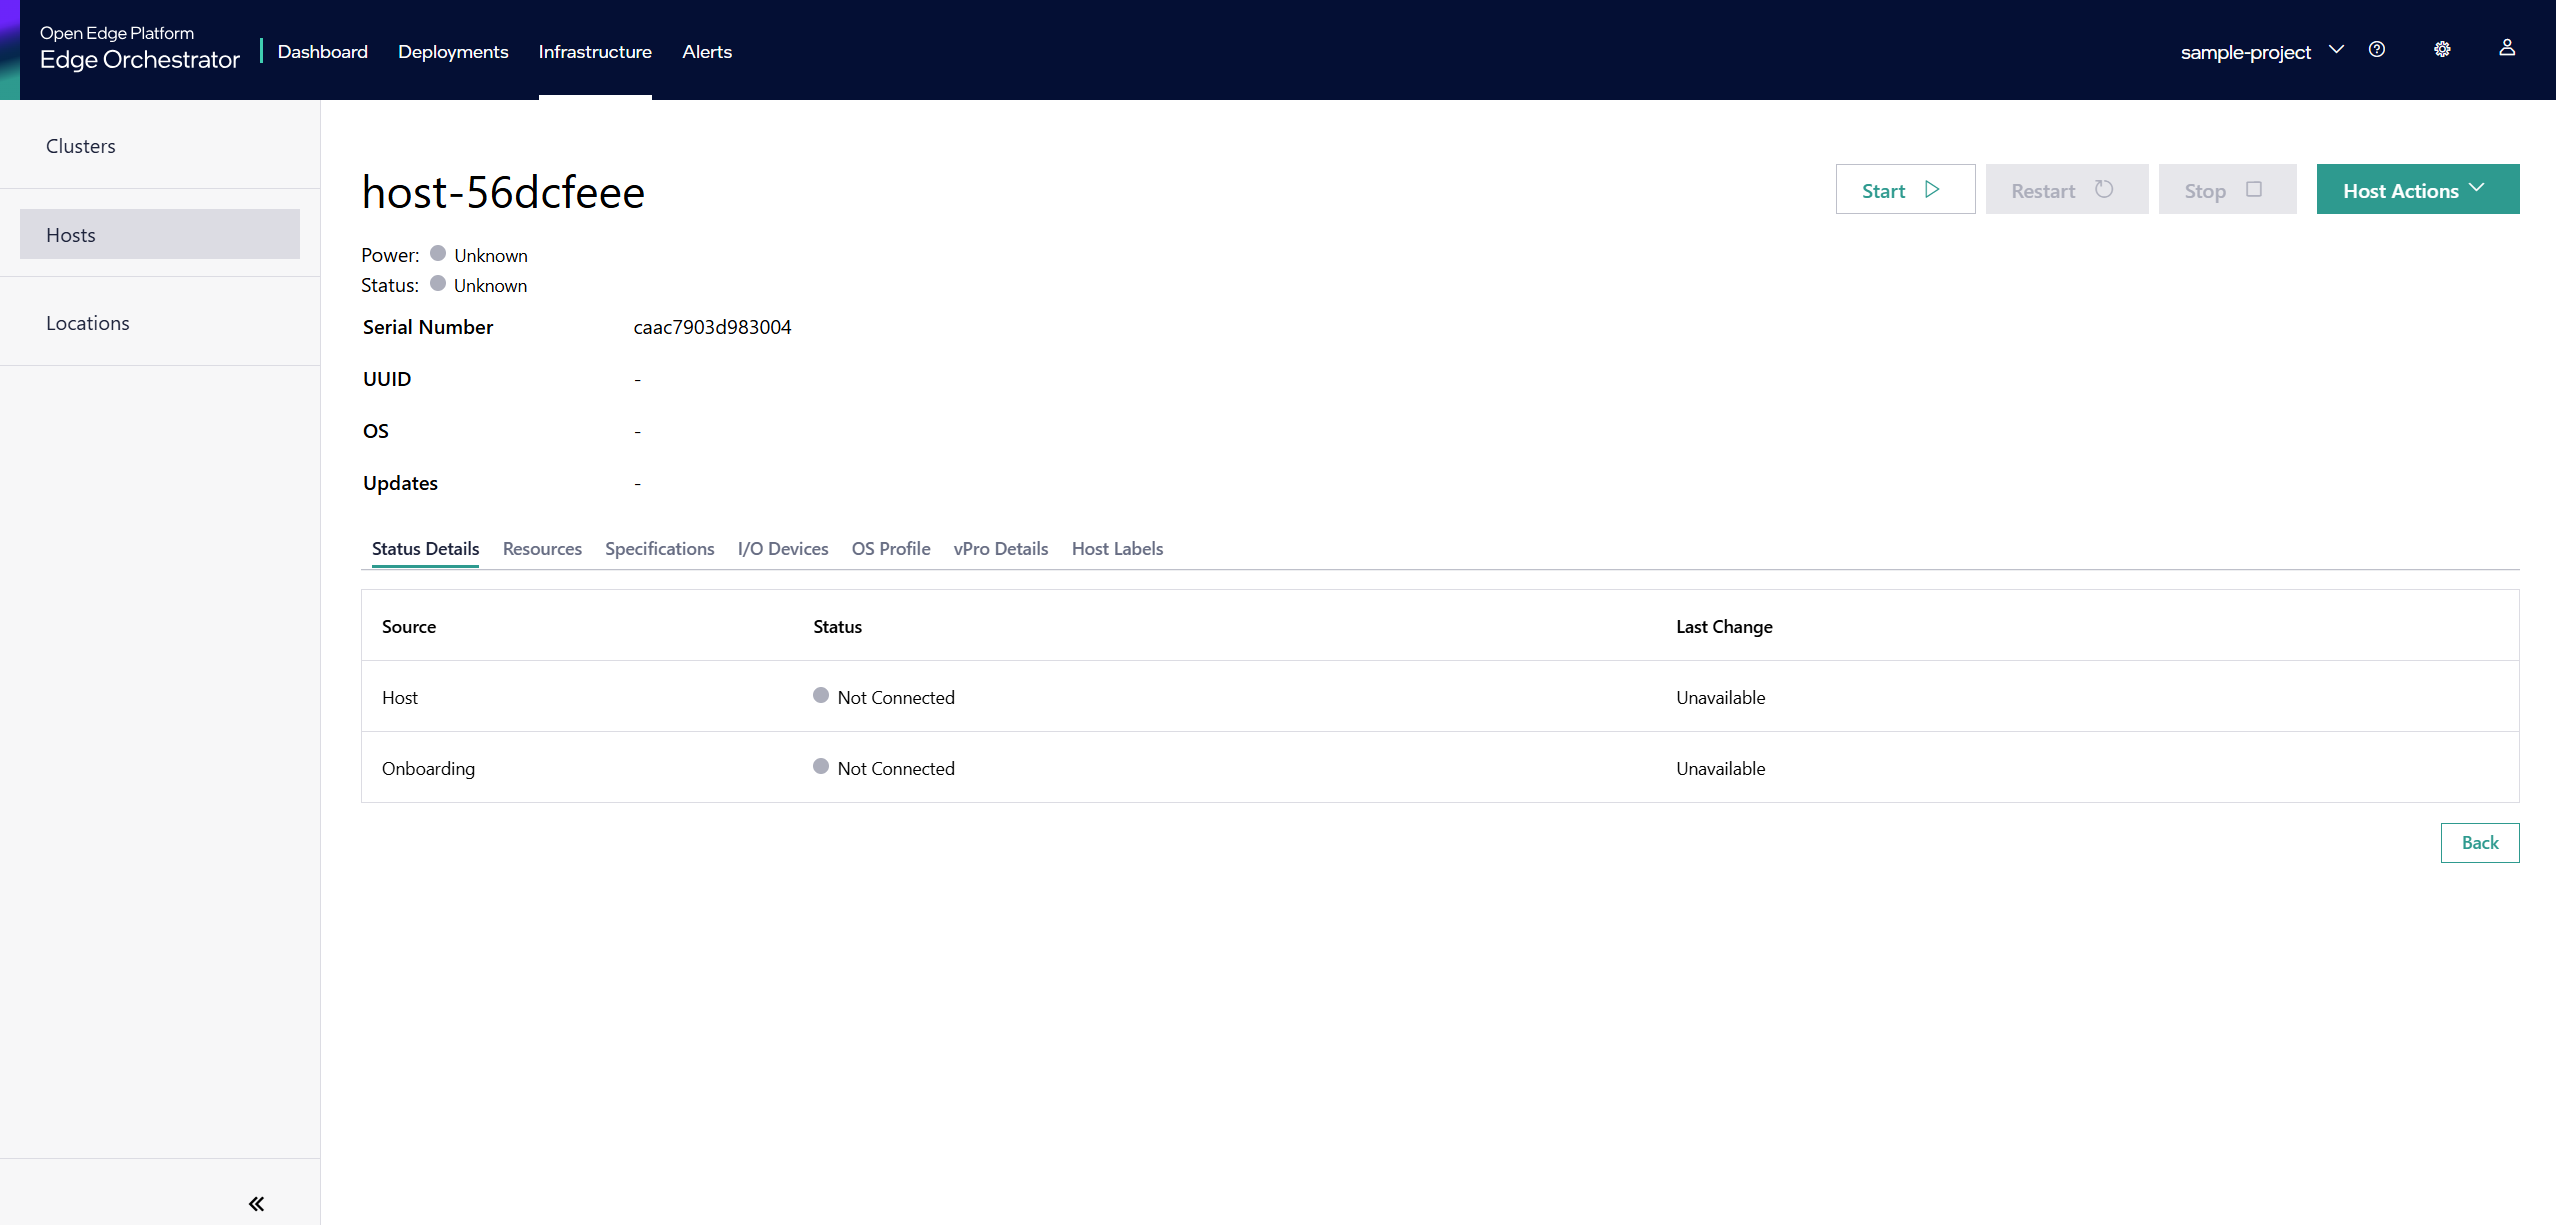 Open Edge Platform
Edge Orchestrator
Dashboard Deployments Infrastructure Alerts
sample-project
Clusters
Hosts
Locations
host-56dcfeee
Start Restart Stop Host Actions
Power: Unknown
Status: Unknown
Serial Number caac7903d983004
UUID -
OS -
Updates -
Status Details Resources Specifications I/O Devices OS Profile vPro Details Host Labels
Source Status Last Change
Host Not Connected Unavailable
Onboarding Not Connected Unavailable
Back